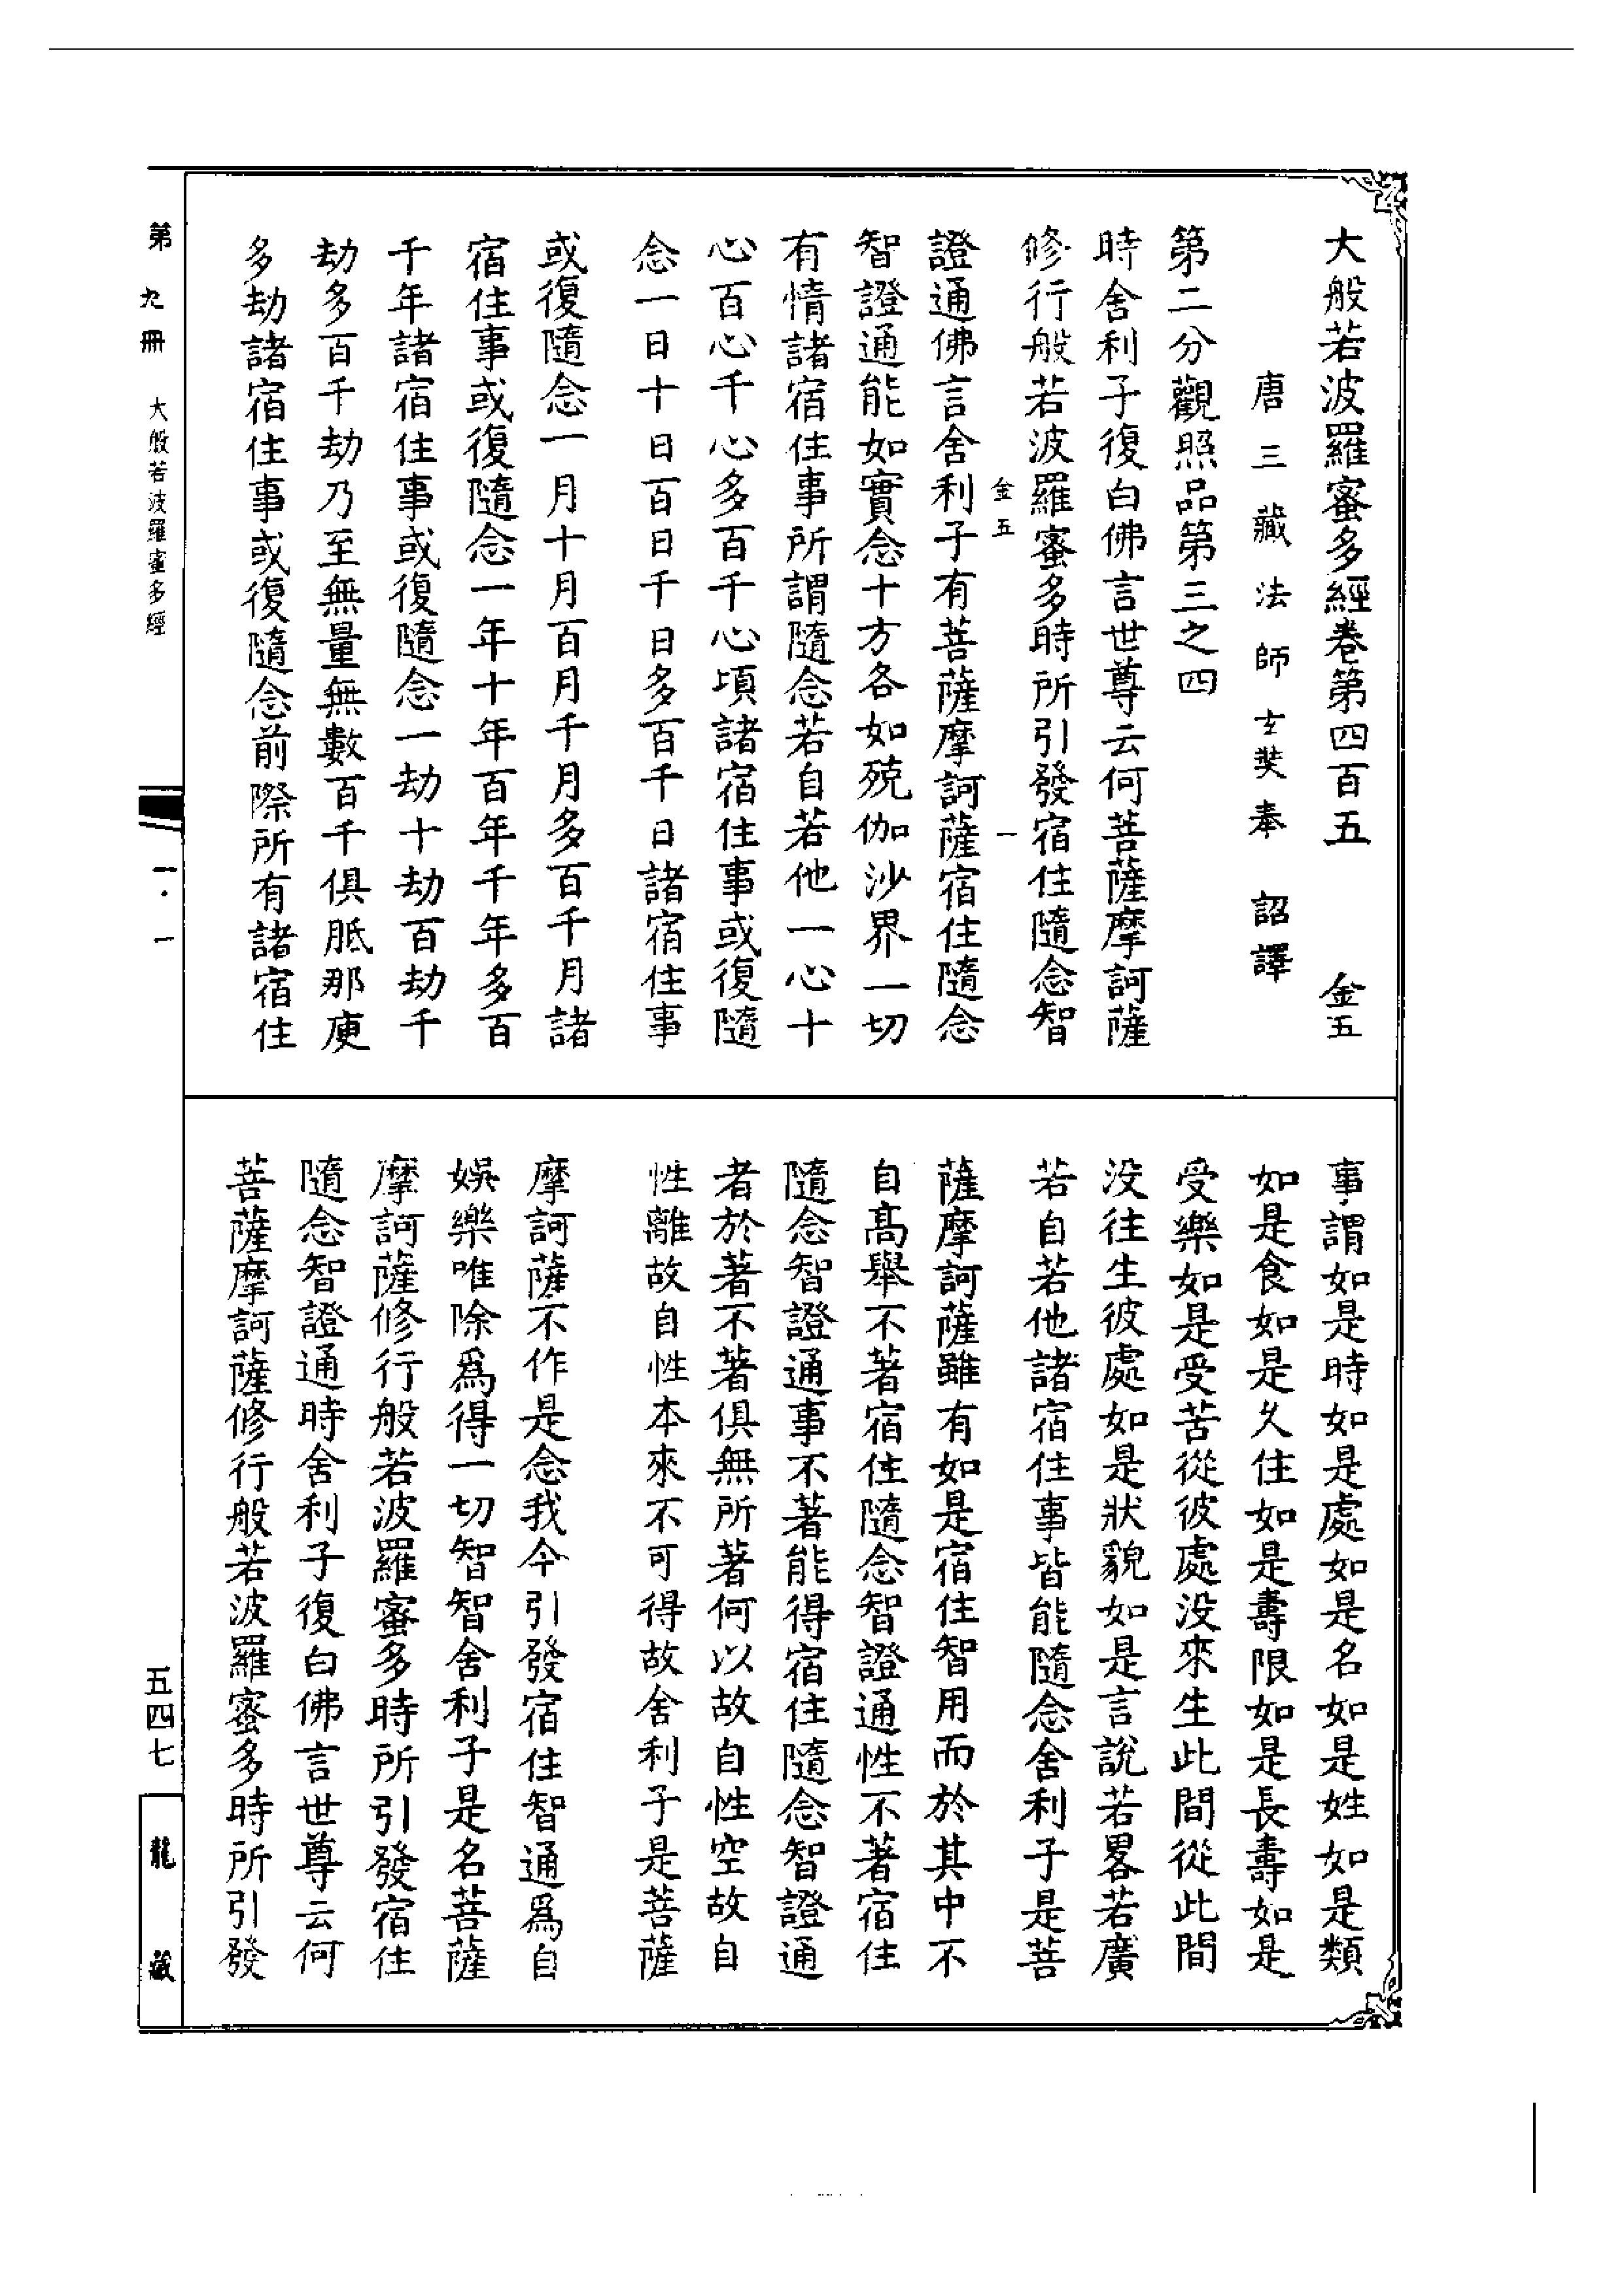 大般若波羅蜜多經卷第四百五 金五
唐三藏法師玄奘奉 詔譯
第二分觀照品第三之四
時舍利子復白佛言世尊云何菩薩摩訶薩
修行般若波羅蜜多時所引發宿住隨念智
金五 一
證通佛言舍利子有菩薩摩訶薩宿住隨念
智證通能如實念十方各如殑伽沙界一切
有情諸宿住事所謂隨念若自若他一心十
心百心千心多百千心頃諸宿住事或復隨
念一日十日百日千日多百千日諸宿住事
或復隨念一月十月百月千月多百千月諸
宿住事或復隨念一年十年百年千年多百
千年諸宿住事或復隨念一劫十劫百劫千
劫多百千劫乃至無量無數百千俱胝那庾
多劫諸宿住事或復隨念前際所有諸宿住
事謂如是時如是處如是名如是姓如是類
如是食如是久住如是壽限如是長壽如是
受樂如是受苦從彼處沒來生此間從此間
沒往生彼處如是狀貌如是言說若畧若廣
若自若他諸宿住事皆能隨念舍利子是菩
薩摩訶薩雖有如是宿住智用而於其中不
自高舉不著宿住隨念智證通性不著宿住
隨念智證通事不著能得宿住隨念智證通
者於著不著俱無所著何以故自性空故自
性離故自性本來不可得故舍利子是菩薩
摩訶薩不作是念我今引發宿住智通爲自
娛樂唯除爲得一切智智舍利子是名菩薩
摩訶薩修行般若波羅蜜多時所引發宿住
隨念智證通時舍利子復白佛言世尊云何
菩薩摩訶薩修行般若波羅蜜多時所引發
第九冊 大般若波羅蜜多經 一・一 五四七 龍藏